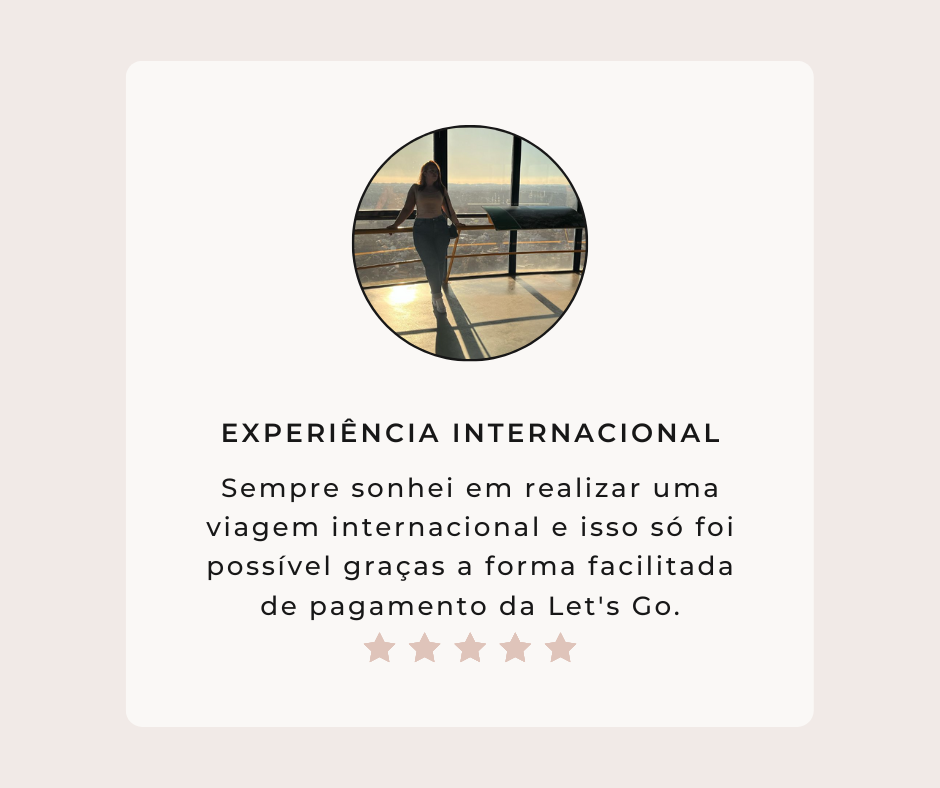 EXPERIÊNCIA INTERNACIONAL
Sempre sonhei em realizar uma
viagem internacional e isso só foi
possível graças a forma facilitada
de pagamento da Let's Go.